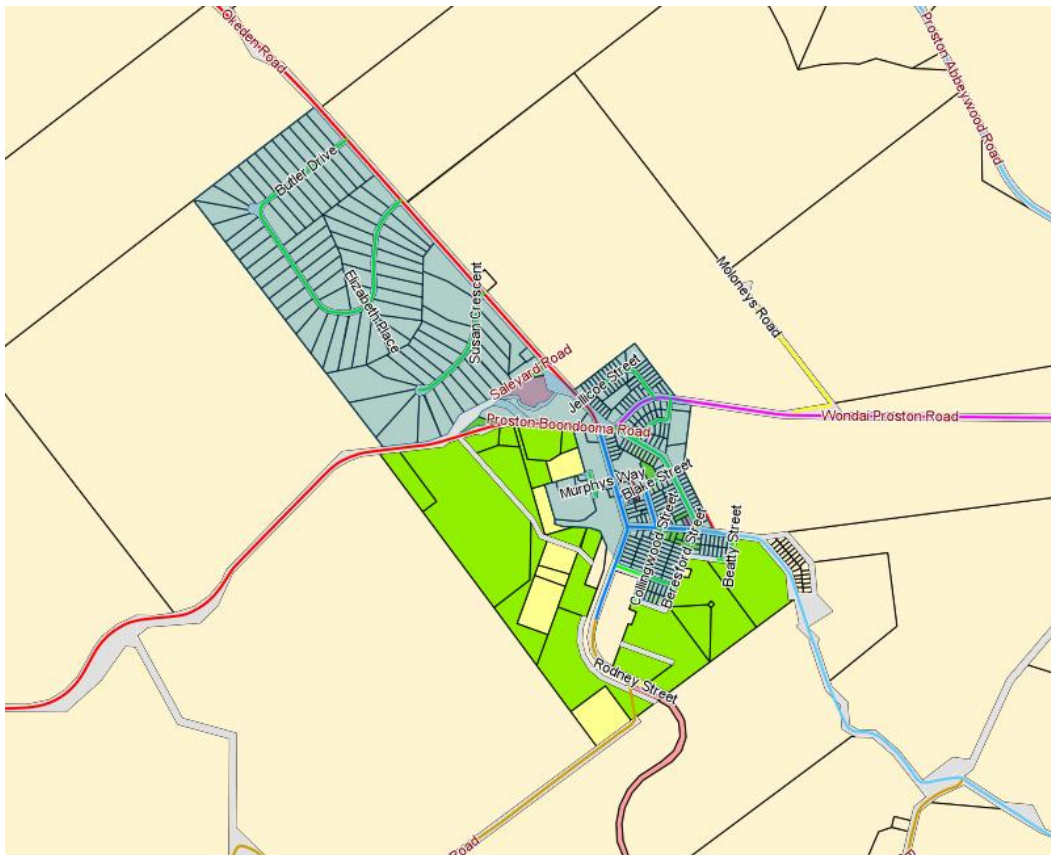 Okeden Road
Proston Abbeywood Road
Butler Drive
Moloneys Road
Elizabeth Place
Susan Crescent
Saleyard Road
Jellicoe Street
Wondai Proston Road
Proston Boondooma Road
Murphys Way
Blake Street
Collingwood Street
Beresford Street
Beatty Street
Rodney Street
Road